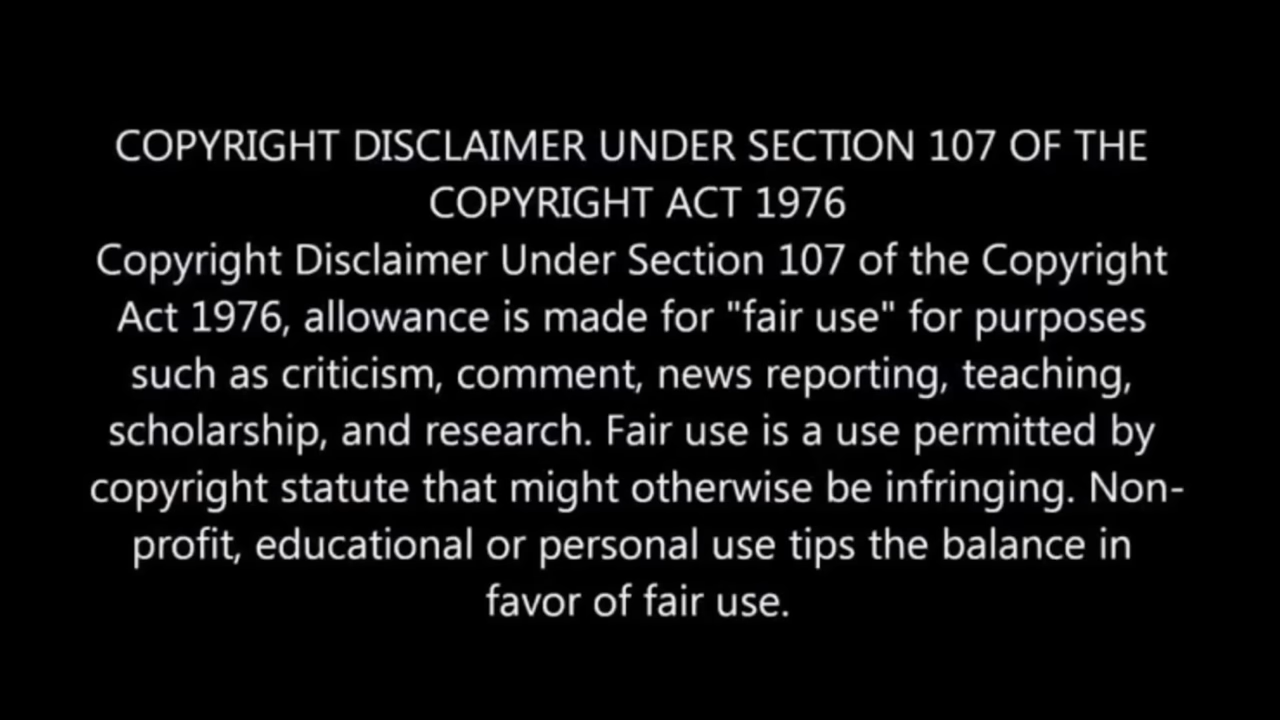 COPYRIGHT DISCLAIMER UNDER SECTION 107 OF THE
COPYRIGHT ACT 1976
Copyright Disclaimer Under Section 107 of the Copyright
Act 1976, allowance is made for "fair use" for purposes
such as criticism, comment, news reporting, teaching,
scholarship, and research. Fair use is a use permitted by
copyright statute that might otherwise be infringing. Non-
profit, educational or personal use tips the balance in
favor of fair use.